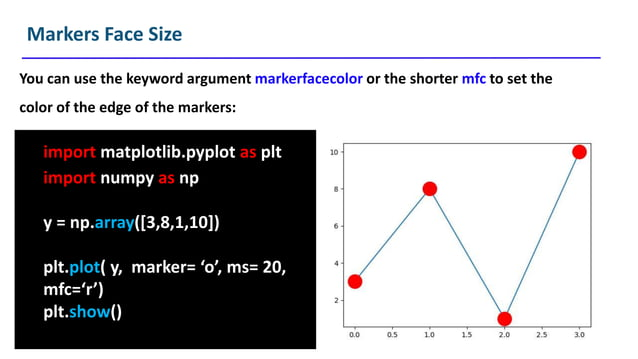 Markers Face Size
You can use the keyword argument markerfacecolor or the shorter mfc to set the
color of the edge of the markers:
import matplotlib.pyplot as plt
import numpy as np
y = np.array([3,8,1,10])
plt.plot( y,  marker= ‘o’, ms= 20,
mfc=‘r’)
plt.show()
10
8
6
4
2
0.0 0.5 1.0 1.5 2.0 2.5 3.0